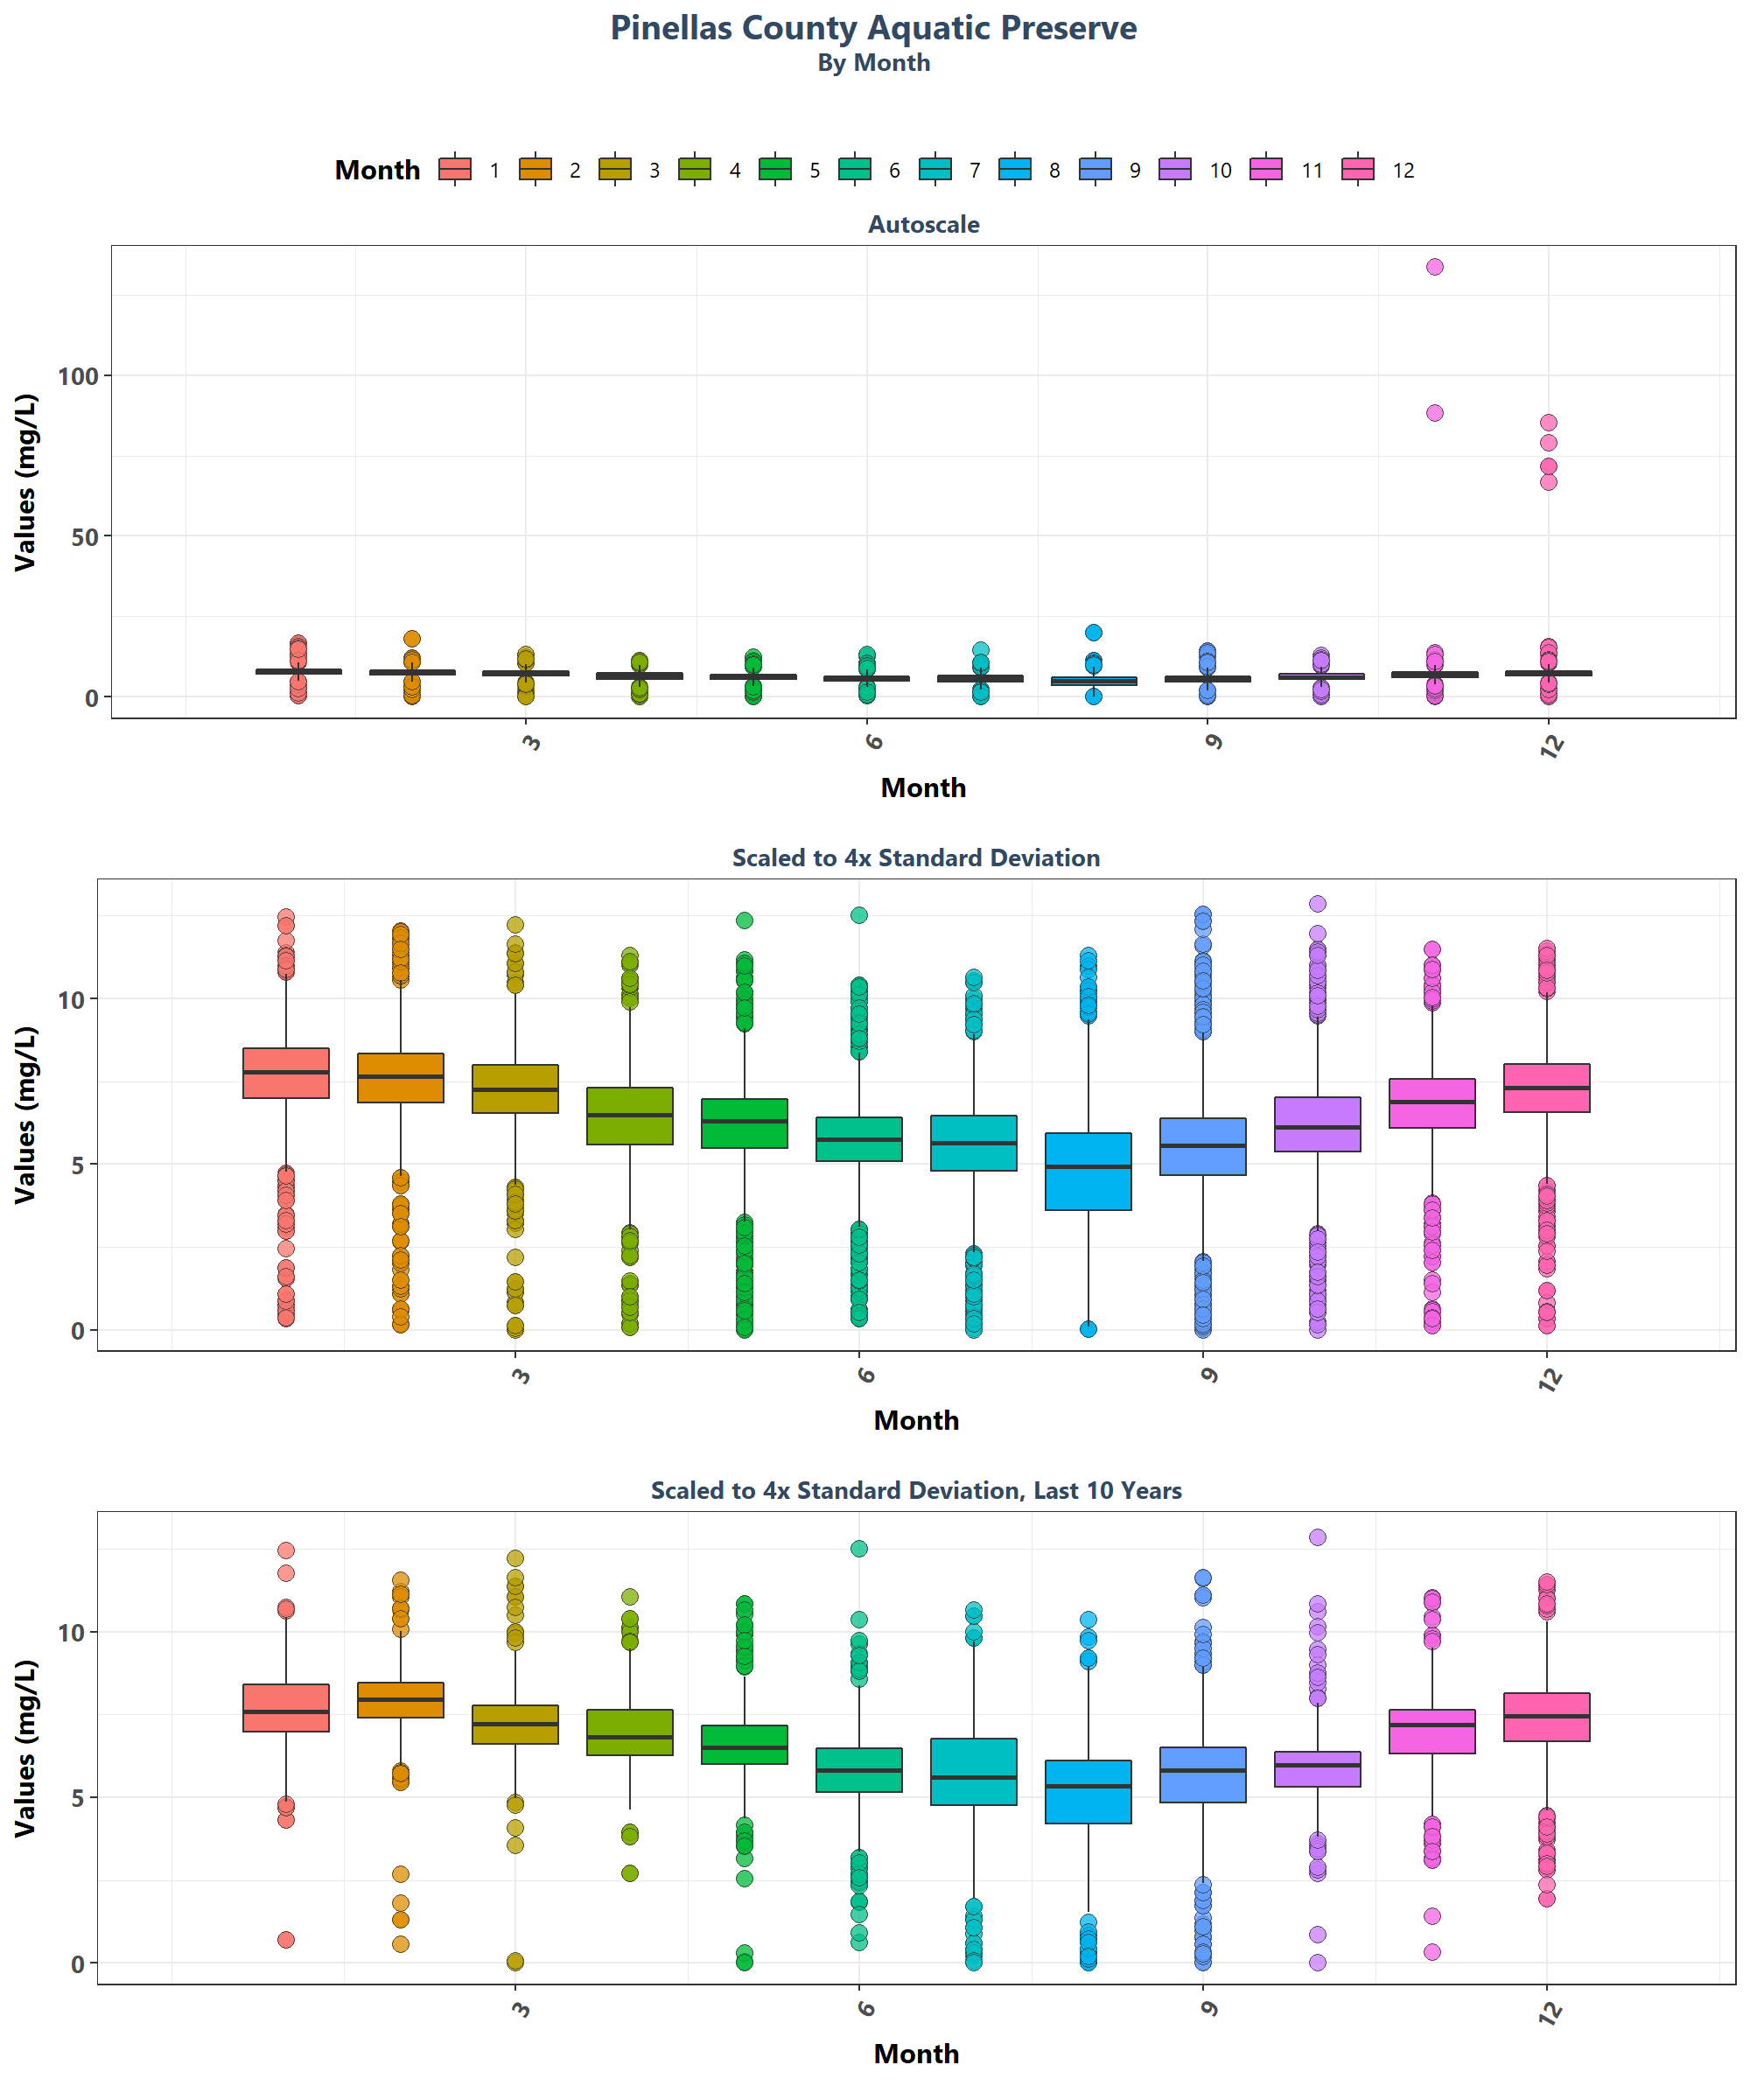 Pinellas County Aquatic Preserve
By Month
Month 1 2 3 4 5 6 7 8 9 10 11 12
Autoscale
Values (mg/L)
100
50
0
3 6 9 12
Month
Scaled to 4x Standard Deviation
Values (mg/L)
10
5
0
3 6 9 12
Month
Scaled to 4x Standard Deviation, Last 10 Years
Values (mg/L)
10
5
0
3 6 9 12
Month